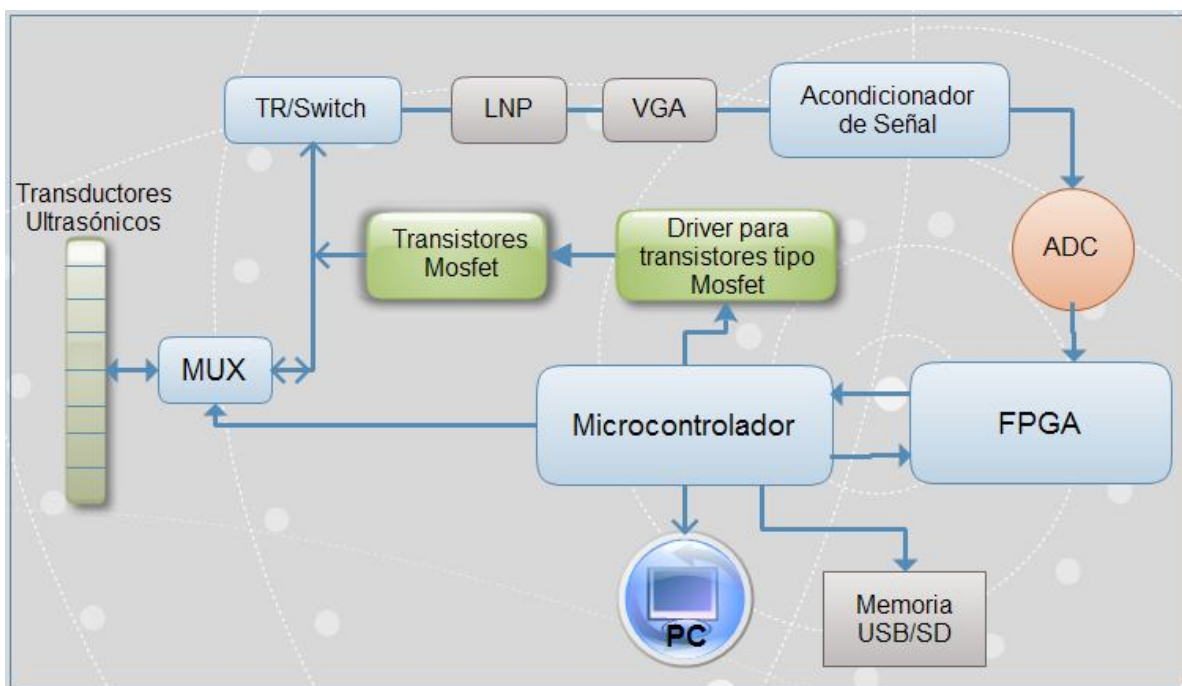 TR/Switch
LNP
VGA
Acondicionador
de Señal
Transductores
Ultrasónicos
Transistores
Mosfet
Driver para
transistores tipo
Mosfet
ADC
MUX
Microcontrolador
FPGA
PC
Memoria
USB/SD